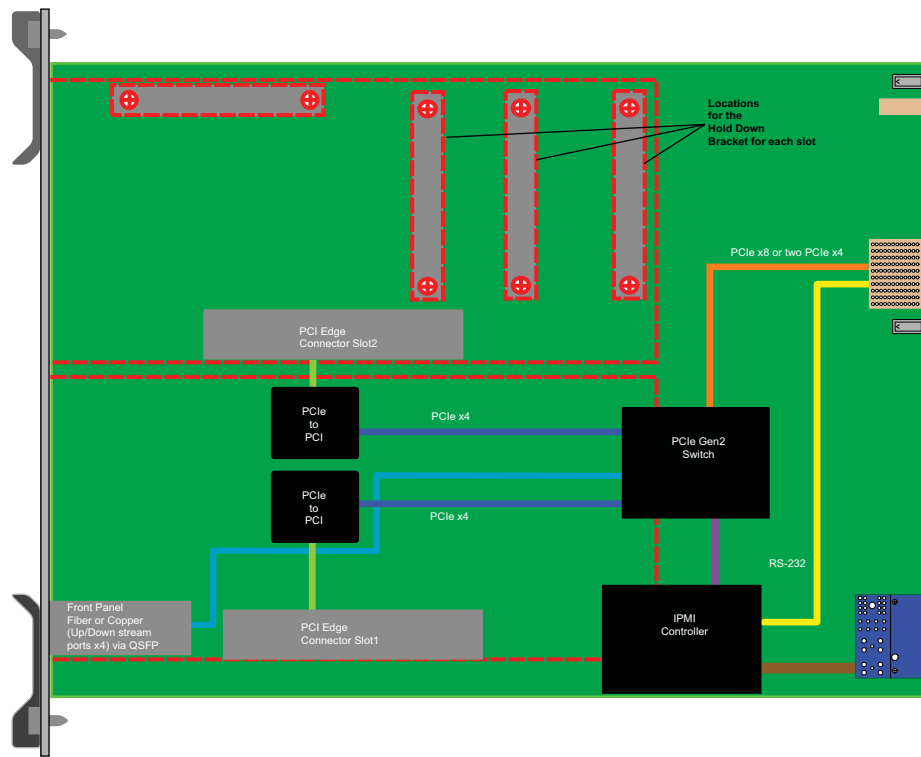 Locations
for the
Hold Down
Bracket for each slot
PCIe x8 or two PCIe x4
PCI Edge
Connector Slot2
PCIe
to
PCI
PCIe x4
PCIe Gen2
Switch
PCIe
to
PCI
PCIe x4
RS-232
Front Panel
Fiber or Copper
(Up/Down stream
ports x4) via QSFP
PCI Edge
Connector Slot1
IPMI
Controller